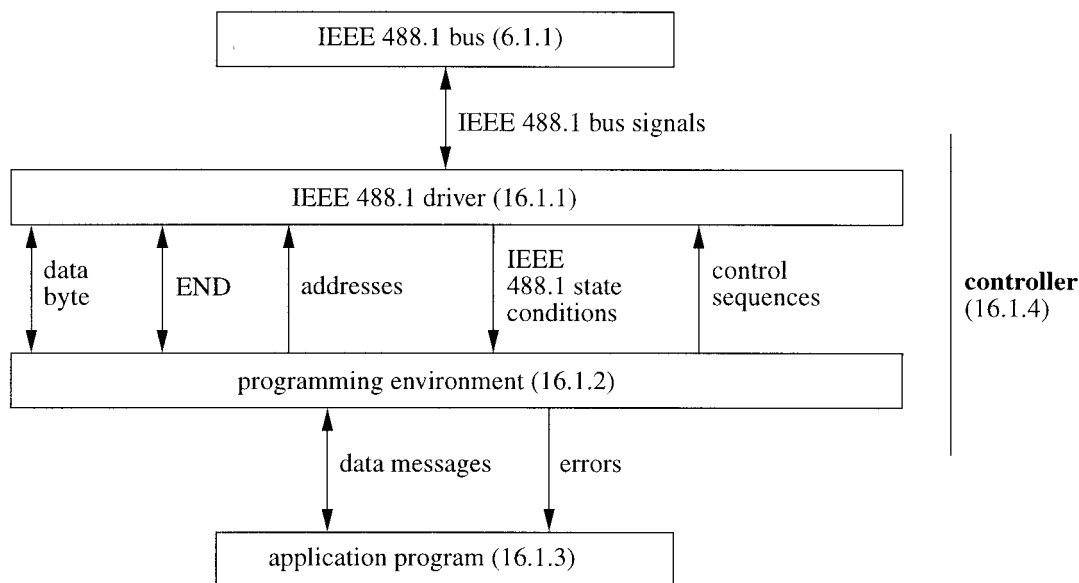 IEEE 488.1 bus (6.1.1)
IEEE 488.1 bus signals
IEEE 488.1 driver (16.1.1)
data
byte
END
addresses
IEEE
488.1 state
conditions
control
sequences
controller
(16.1.4)
programming environment (16.1.2)
data messages
errors
application program (16.1.3)